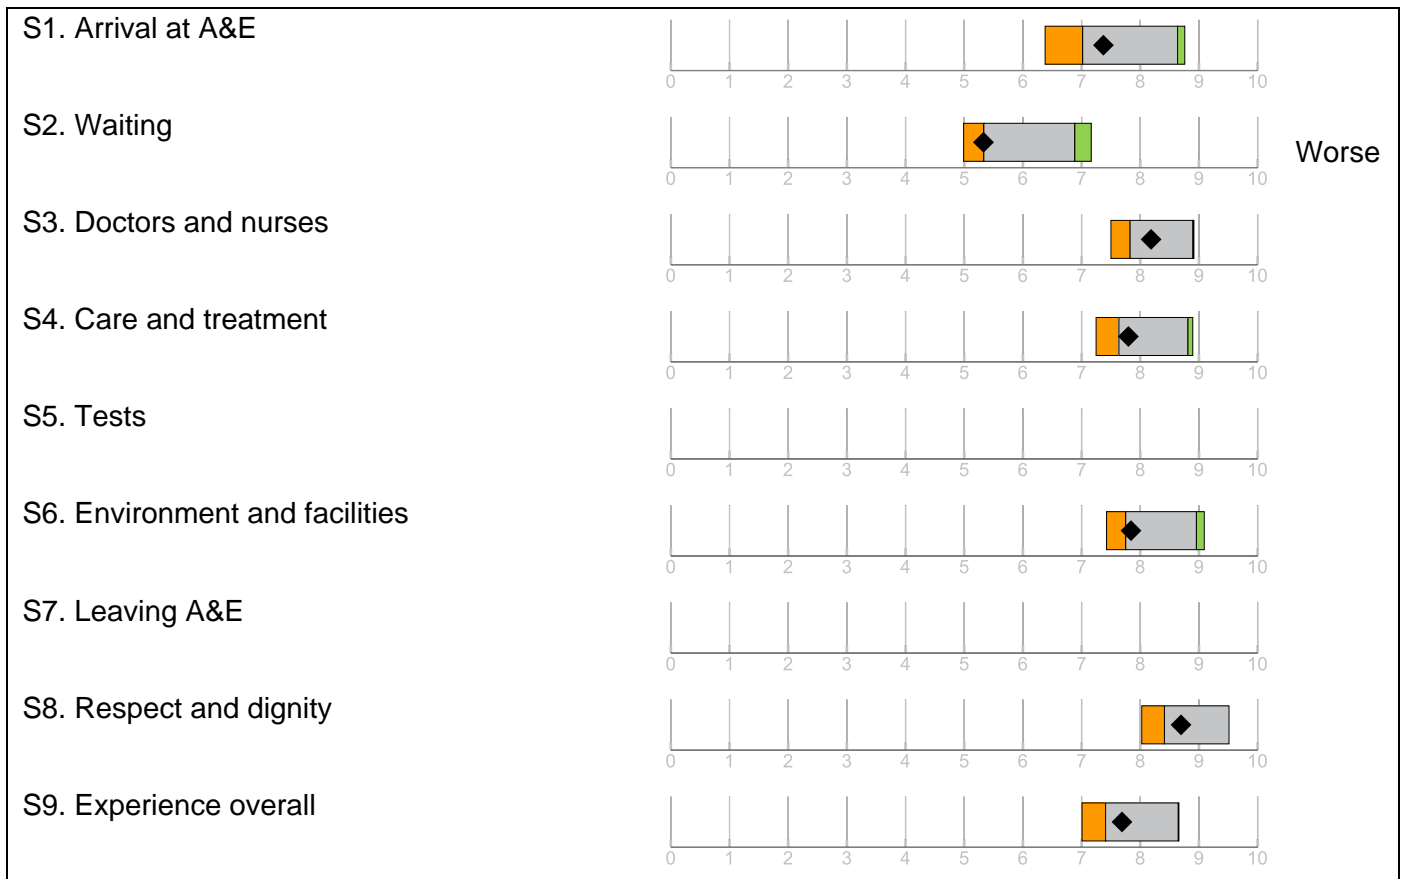 S1. Arrival at A&E
0 1 2 3 4 5 6 7 8 9 10
S2. Waiting
Worse
0 1 2 3 4 5 6 7 8 9 10
S3. Doctors and nurses
0 1 2 3 4 5 6 7 8 9 10
S4. Care and treatment
0 1 2 3 4 5 6 7 8 9 10
S5. Tests
0 1 2 3 4 5 6 7 8 9 10
S6. Environment and facilities
0 1 2 3 4 5 6 7 8 9 10
S7. Leaving A&E
0 1 2 3 4 5 6 7 8 9 10
S8. Respect and dignity
0 1 2 3 4 5 6 7 8 9 10
S9. Experience overall
0 1 2 3 4 5 6 7 8 9 10